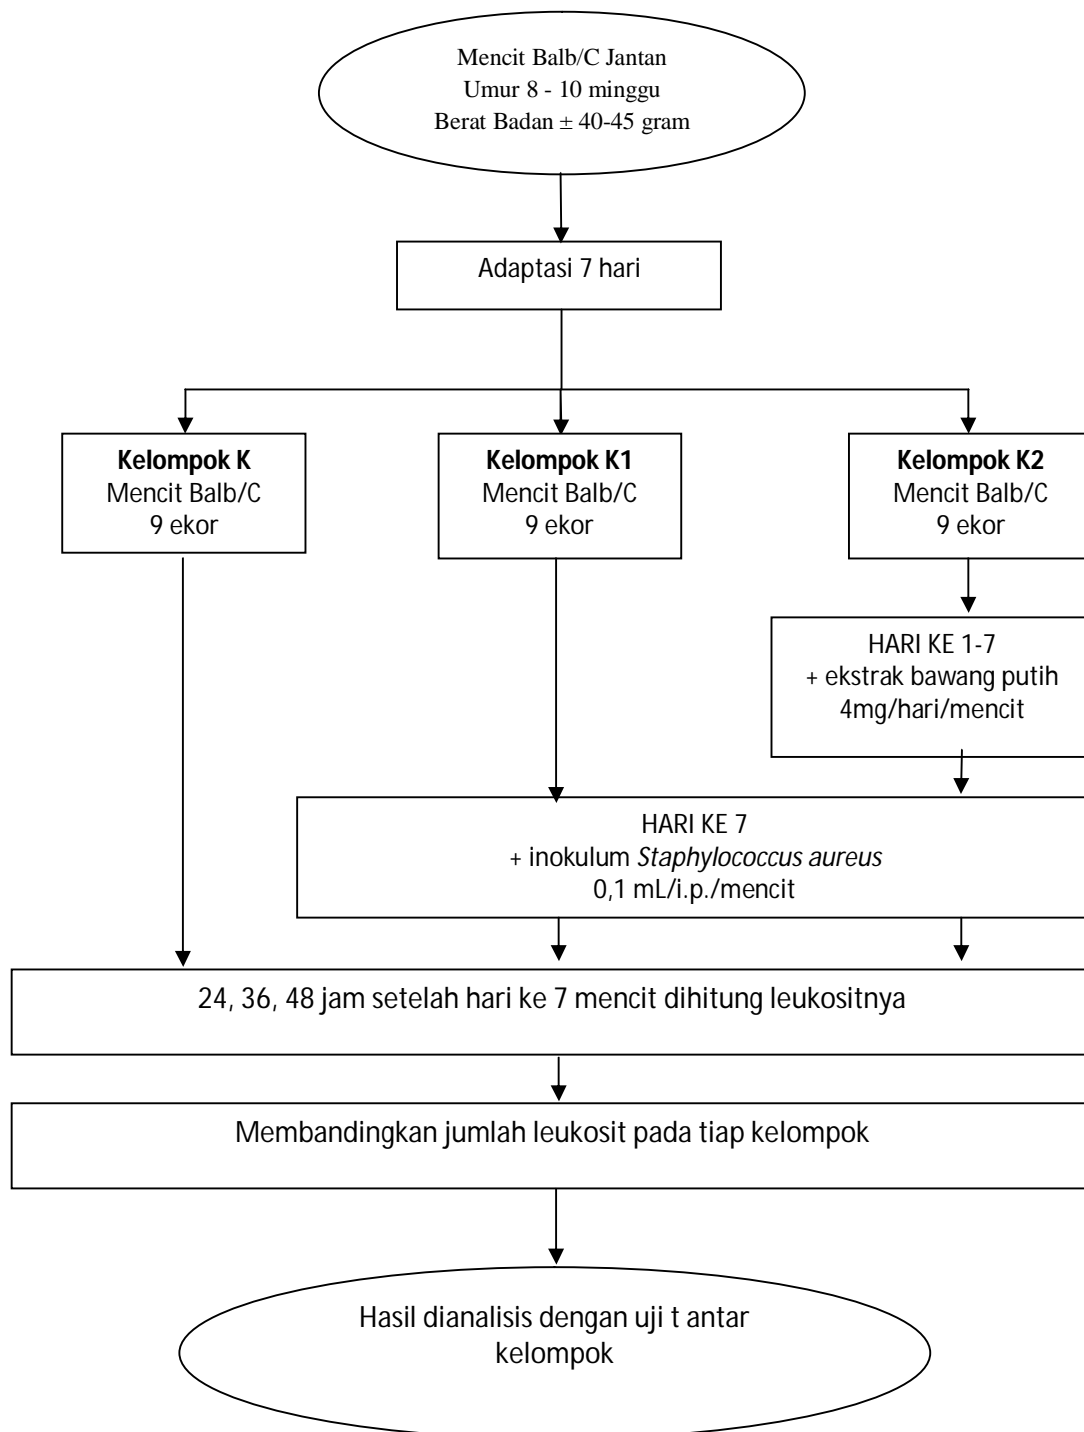 Mencit Balb/C Jantan
Umur 8 - 10 minggu
Berat Badan ± 40-45 gram
Adaptasi 7 hari
Kelompok K
Mencit Balb/C
9 ekor
Kelompok K1
Mencit Balb/C
9 ekor
Kelompok K2
Mencit Balb/C
9 ekor
HARI KE 1-7
+ ekstrak bawang putih
4mg/hari/mencit
HARI KE 7
+ inokulum Staphylococcus aureus
0,1 mL/i.p./mencit
24, 36, 48 jam setelah hari ke 7 mencit dihitung leukositnya
Membandingkan jumlah leukosit pada tiap kelompok
Hasil dianalisis dengan uji t antar
kelompok